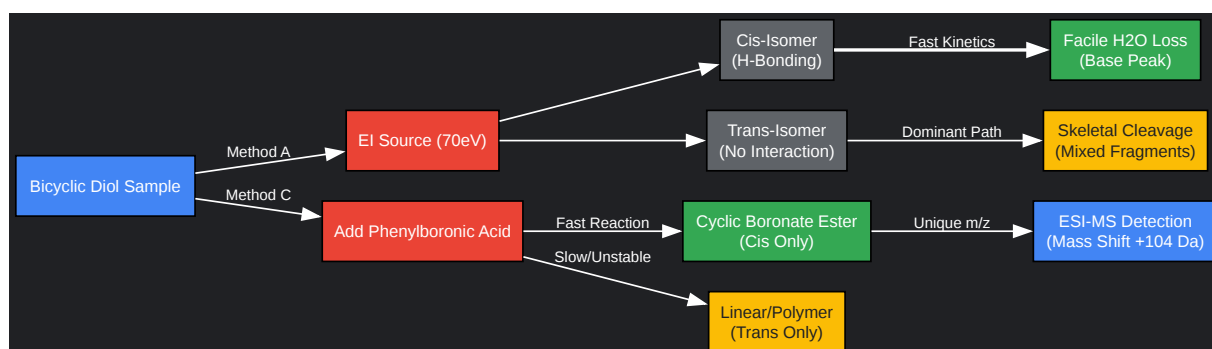 Cis-Isomer
(H-Bonding)
Fast Kinetics
Facile H2O Loss
(Base Peak)
Method A
EI Source (70eV)
Trans-Isomer
(No Interaction)
Dominant Path
Skeletal Cleavage
(Mixed Fragments)
Bicyclic Diol Sample
Method C
Add Phenylboronic Acid
Fast Reaction
Cyclic Boronate Ester
(Cis Only)
Unique m/z
ESI-MS Detection
(Mass Shift +104 Da)
Slow/Unstable
Linear/Polymer
(Trans Only)